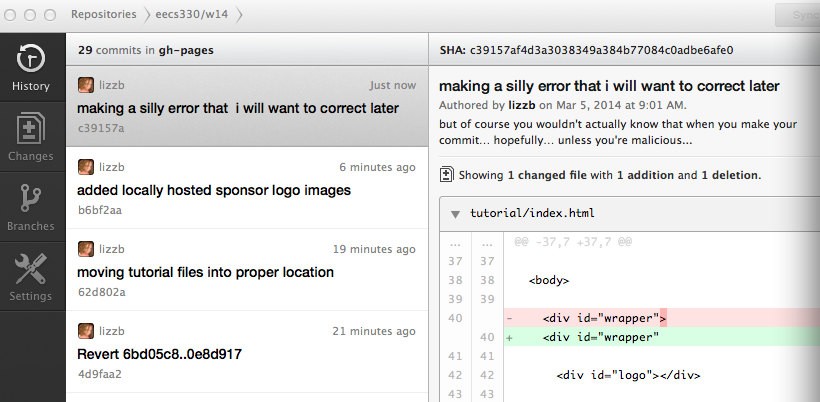 Repositories eecs330/w14 Sync
History
Changes
Branches
Settings
29 commits in gh-pages
lizzb Just now
making a silly error that i will want to correct later
c39157a
lizzb 6 minutes ago
added locally hosted sponsor logo images
b6bf2aa
lizzb 19 minutes ago
moving tutorial files into proper location
62d802a
lizzb 21 minutes ago
Revert 6bd05c8..0e8d917
4d9faa2
SHA: c39157af4d3a3038349a384b77084c0adbe6afe0
making a silly error that i will want to correct later
Authored by lizzb on Mar 5, 2014 at 9:01 AM.
but of course you wouldn't actually know that when you make your
commit... hopefully... unless you're malicious...
Showing 1 changed file with 1 addition and 1 deletion.
tutorial/index.html
... ... @@ -37,7 +37,7 @@
37 37
38 38 <body>
39 39
40 - <div id="wrapper">
40 + <div id="wrapper"
41 41
42 42 <div id="logo"></div>
43 43